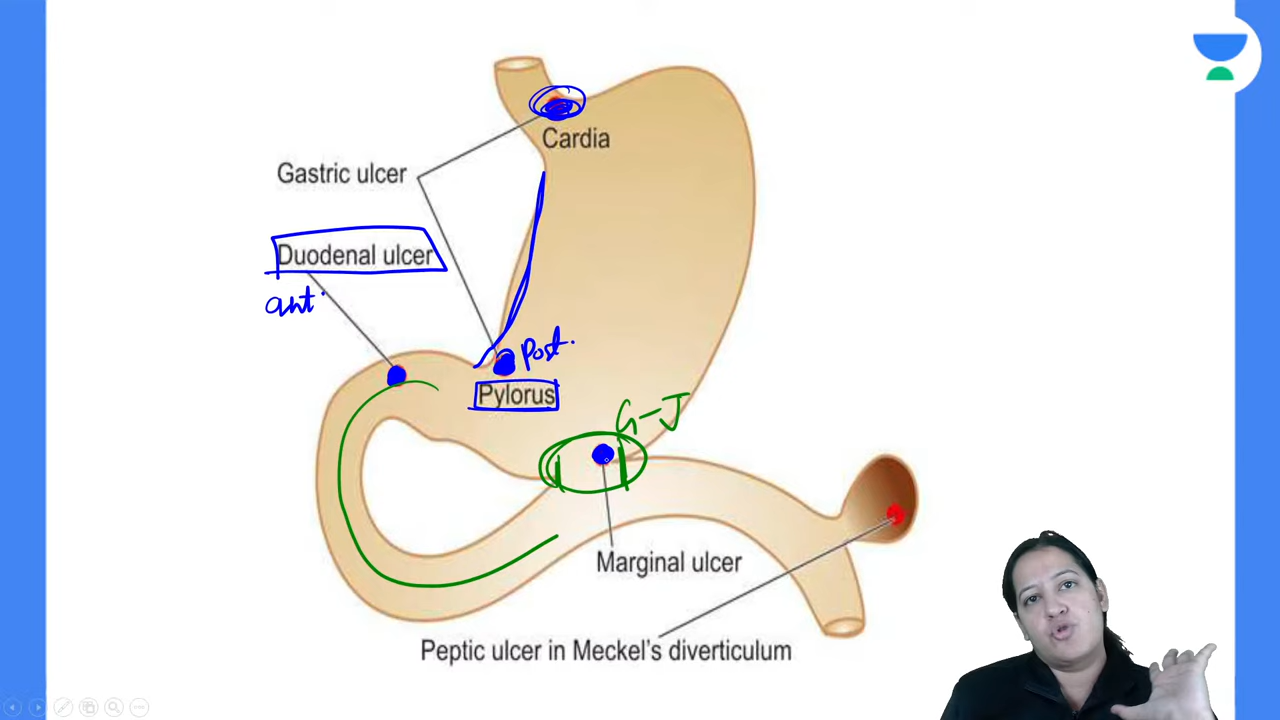 Cardia
Gastric ulcer
Duodenal ulcer
ant.
Post.
Pylorus
G-J
Marginal ulcer
Peptic ulcer in Meckel's diverticulum